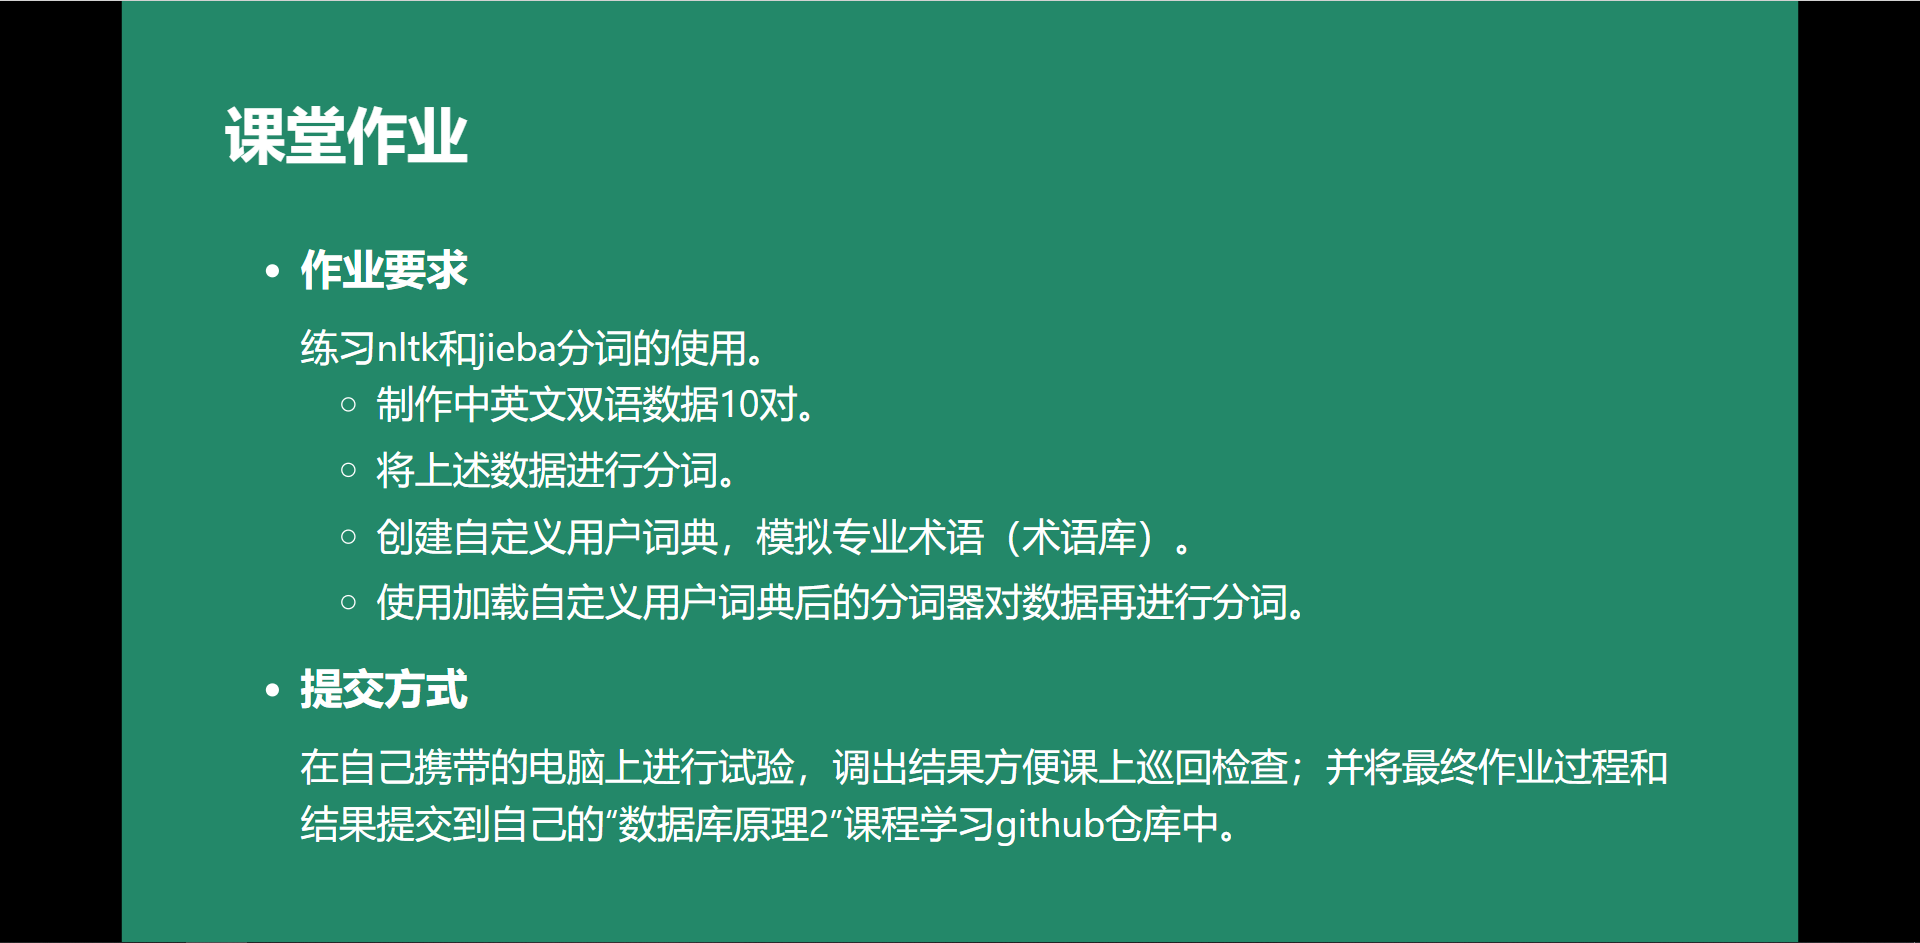 课堂作业
作业要求
练习nltk和jieba分词的使用。
制作中英文双语数据10对。
将上述数据进行分词。
创建自定义用户词典，模拟专业术语（术语库）。
使用加载自定义用户词典后的分词器对数据再进行分词。
提交方式
在自己携带的电脑上进行试验，调出结果方便课上巡回检查；并将最终作业过程和
结果提交到自己的“数据库原理2”课程学习github仓库中。